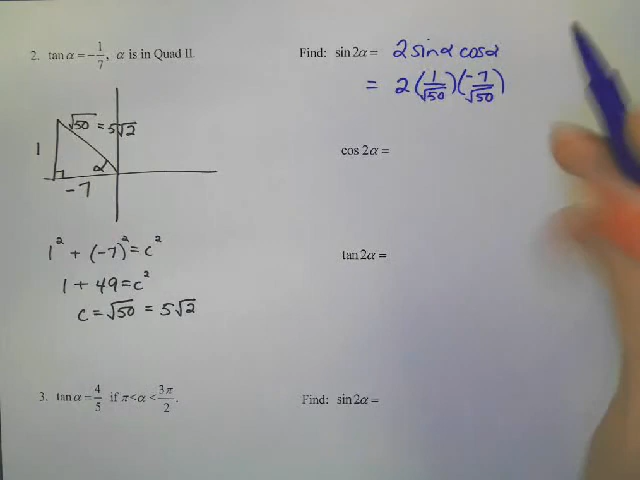 2. tan α = -1/7, α is in Quad II.
Find: sin 2α = 2 sinα cosα
= 2 (1/√50)(-7/√50)
√50 = 5√2
1
α
-7
cos 2α =
1² + (-7)² = c²
tan 2α =
1 + 49 = c²
c = √50 = 5√2
3. tan α = 4/5 if π < α < 3π/2.
Find: sin 2α =